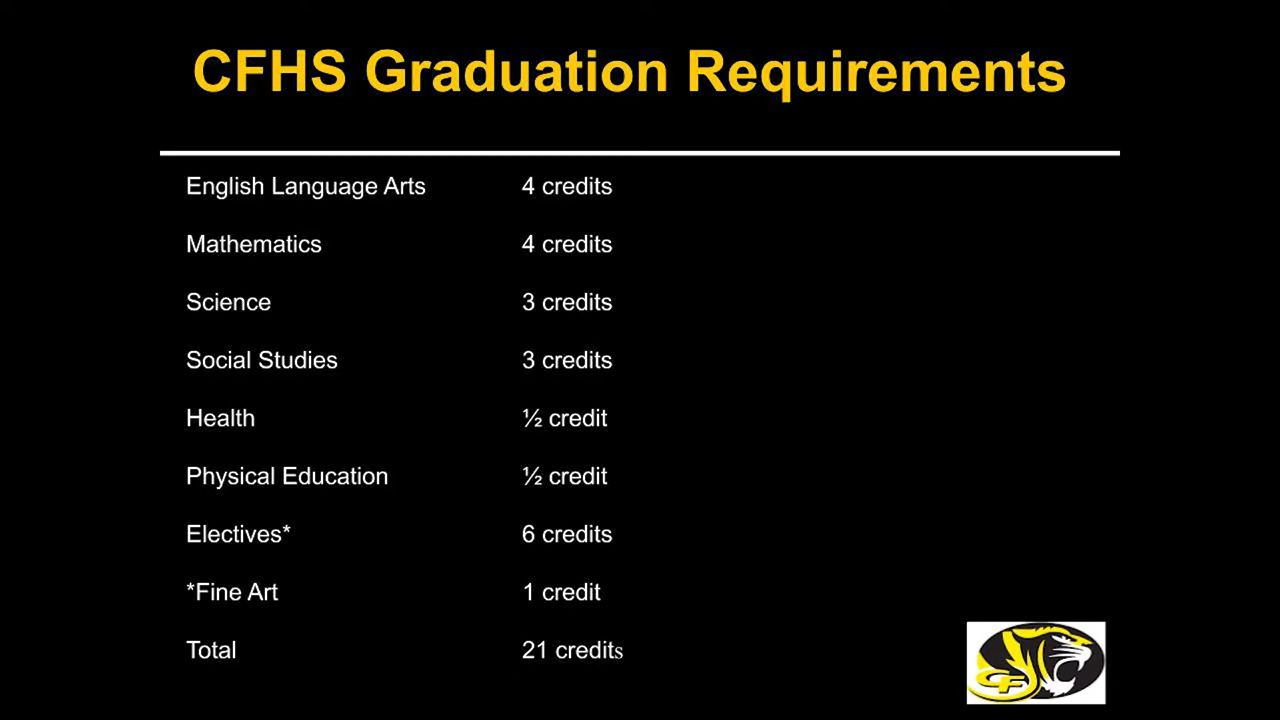 CFHS Graduation Requirements
English Language Arts 4 credits
Mathematics 4 credits
Science 3 credits
Social Studies 3 credits
Health ½ credit
Physical Education ½ credit
Electives* 6 credits
*Fine Art 1 credit
Total 21 credits
CF